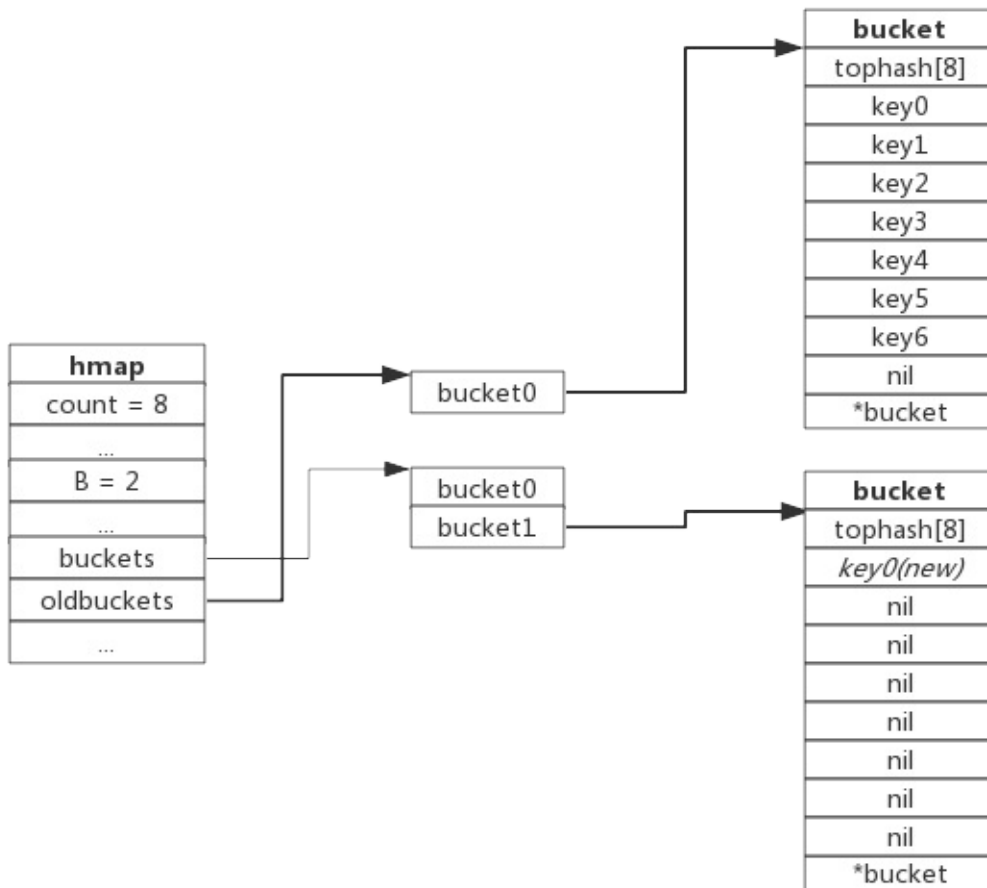 hmap
count = 8
...
B = 2
...
buckets
oldbuckets
...
bucket0
bucket0
bucket1
bucket
tophash[8]
key0
key1
key2
key3
key4
key5
key6
nil
*bucket
bucket
tophash[8]
key0(new)
nil
nil
nil
nil
nil
nil
nil
*bucket